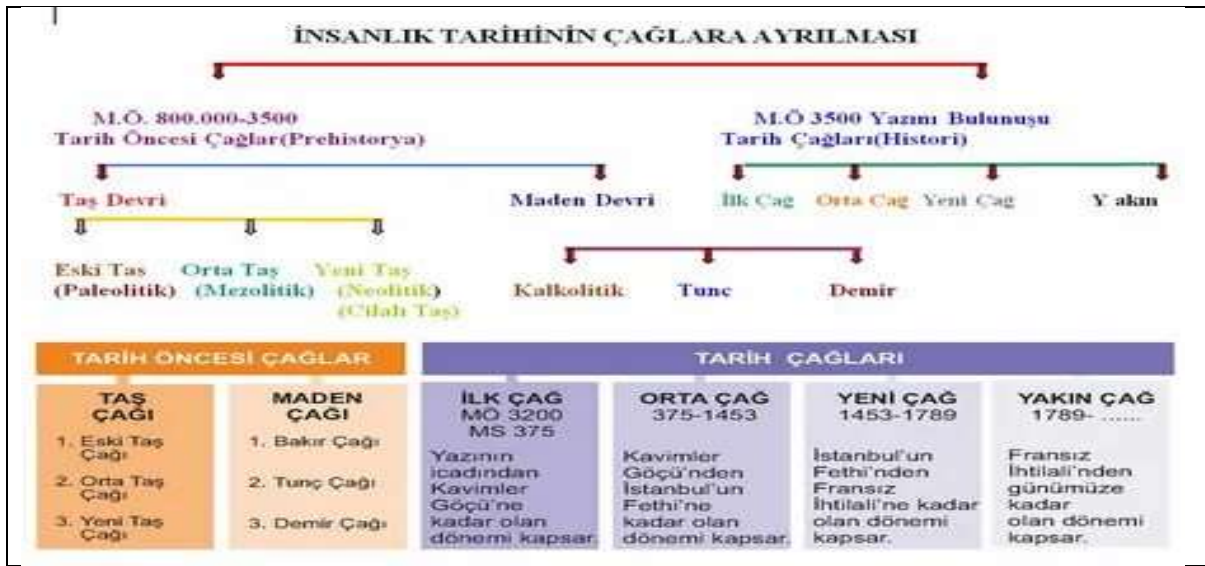 İNSANLIK TARİHİNİN ÇAĞLARA AYRILMASI
M.Ö. 800.000-3500
Tarih Öncesi Çağlar(Prehistorya)
M.Ö 3500 Yazını Bulunuşu
Tarih Çağları(Histori)
Taş Devri
Maden Devri
İlk Çag
Orta Çag
Yeni Çag
Y akın
Eski Tas
(Paleolitik)
Orta Taş
(Mezolitik)
Yeni Taş
(Neolitik)
(Cilalı Taş)
Kalkolitik
Tunc
Demir
TARİH ÖNCESİ ÇAĞLAR
TARİH ÇAĞLARI
TAŞ
ÇAĞI
1. Eski Taş
Çağı
2. Orta Taş
Çağı
3. Yeni Taş
Çağı
MADEN
ÇAĞI
1. Bakır Çağı
2. Tunç Çağı
3. Demir Çağı
İLK ÇAĞ
MÖ 3200
MS 375
Yazının
icadından
Kavimler
Göçü'ne
kadar olan
dönemi kapsar.
ORTA ÇAĞ
375-1453
Kavimler
Göçü'nden
İstanbul'un
Fethi'ne
kadar olan
dönemi kapsar.
YENİ ÇAĞ
1453-1789
İstanbul'un
Fethi'nden
Fransız
İhtilali'ne kadar
olan dönemi
kapsar.
YAKIN ÇAĞ
1789- ......
Fransız
İhtilali'nden
günümüze
kadar
olan dönemi
kapsar.